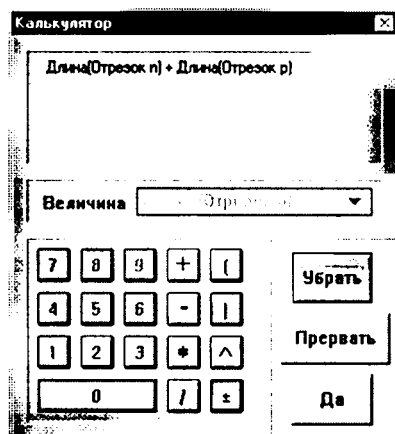 Калькулятор
Длина(Отрезок n) + Длина(Отрезок p)
Величина
7 8 9 + (
4 5 6 - )
1 2 3 * ^
0 / ±
Убрать
Прервать
Да